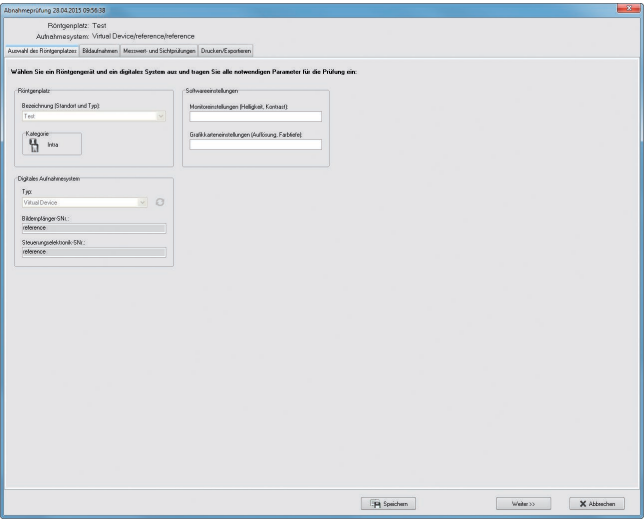 Abnahmeprüfung 28.04.2015 09:56:38
Röntgenplatz: Test
Aufnahmesystem: Virtual Device/reference/reference
Auswahl des Röntgenplatzes Bildaufnahmen Messwert- und Sichtprüfungen Drucken/Exportieren
Wählen Sie ein Röntgengerät und ein digitales System aus und tragen Sie alle notwendigen Parameter für die Prüfung ein:
Röntgenplatz
Bezeichnung (Standort und Typ):
Test
Kategorie
Intra
Softwareeinstellungen
Monitoreinstellungen (Helligkeit, Kontrast):
Grafikkarteneinstellungen (Auflösung, Farbtiefe):
Digitales Aufnahmesystem
Typ:
Virtual Device
Bildempfänger-SNr.:
reference
Steuerungselektronik-SNr.:
reference
Speichern Weiter >> Abbrechen